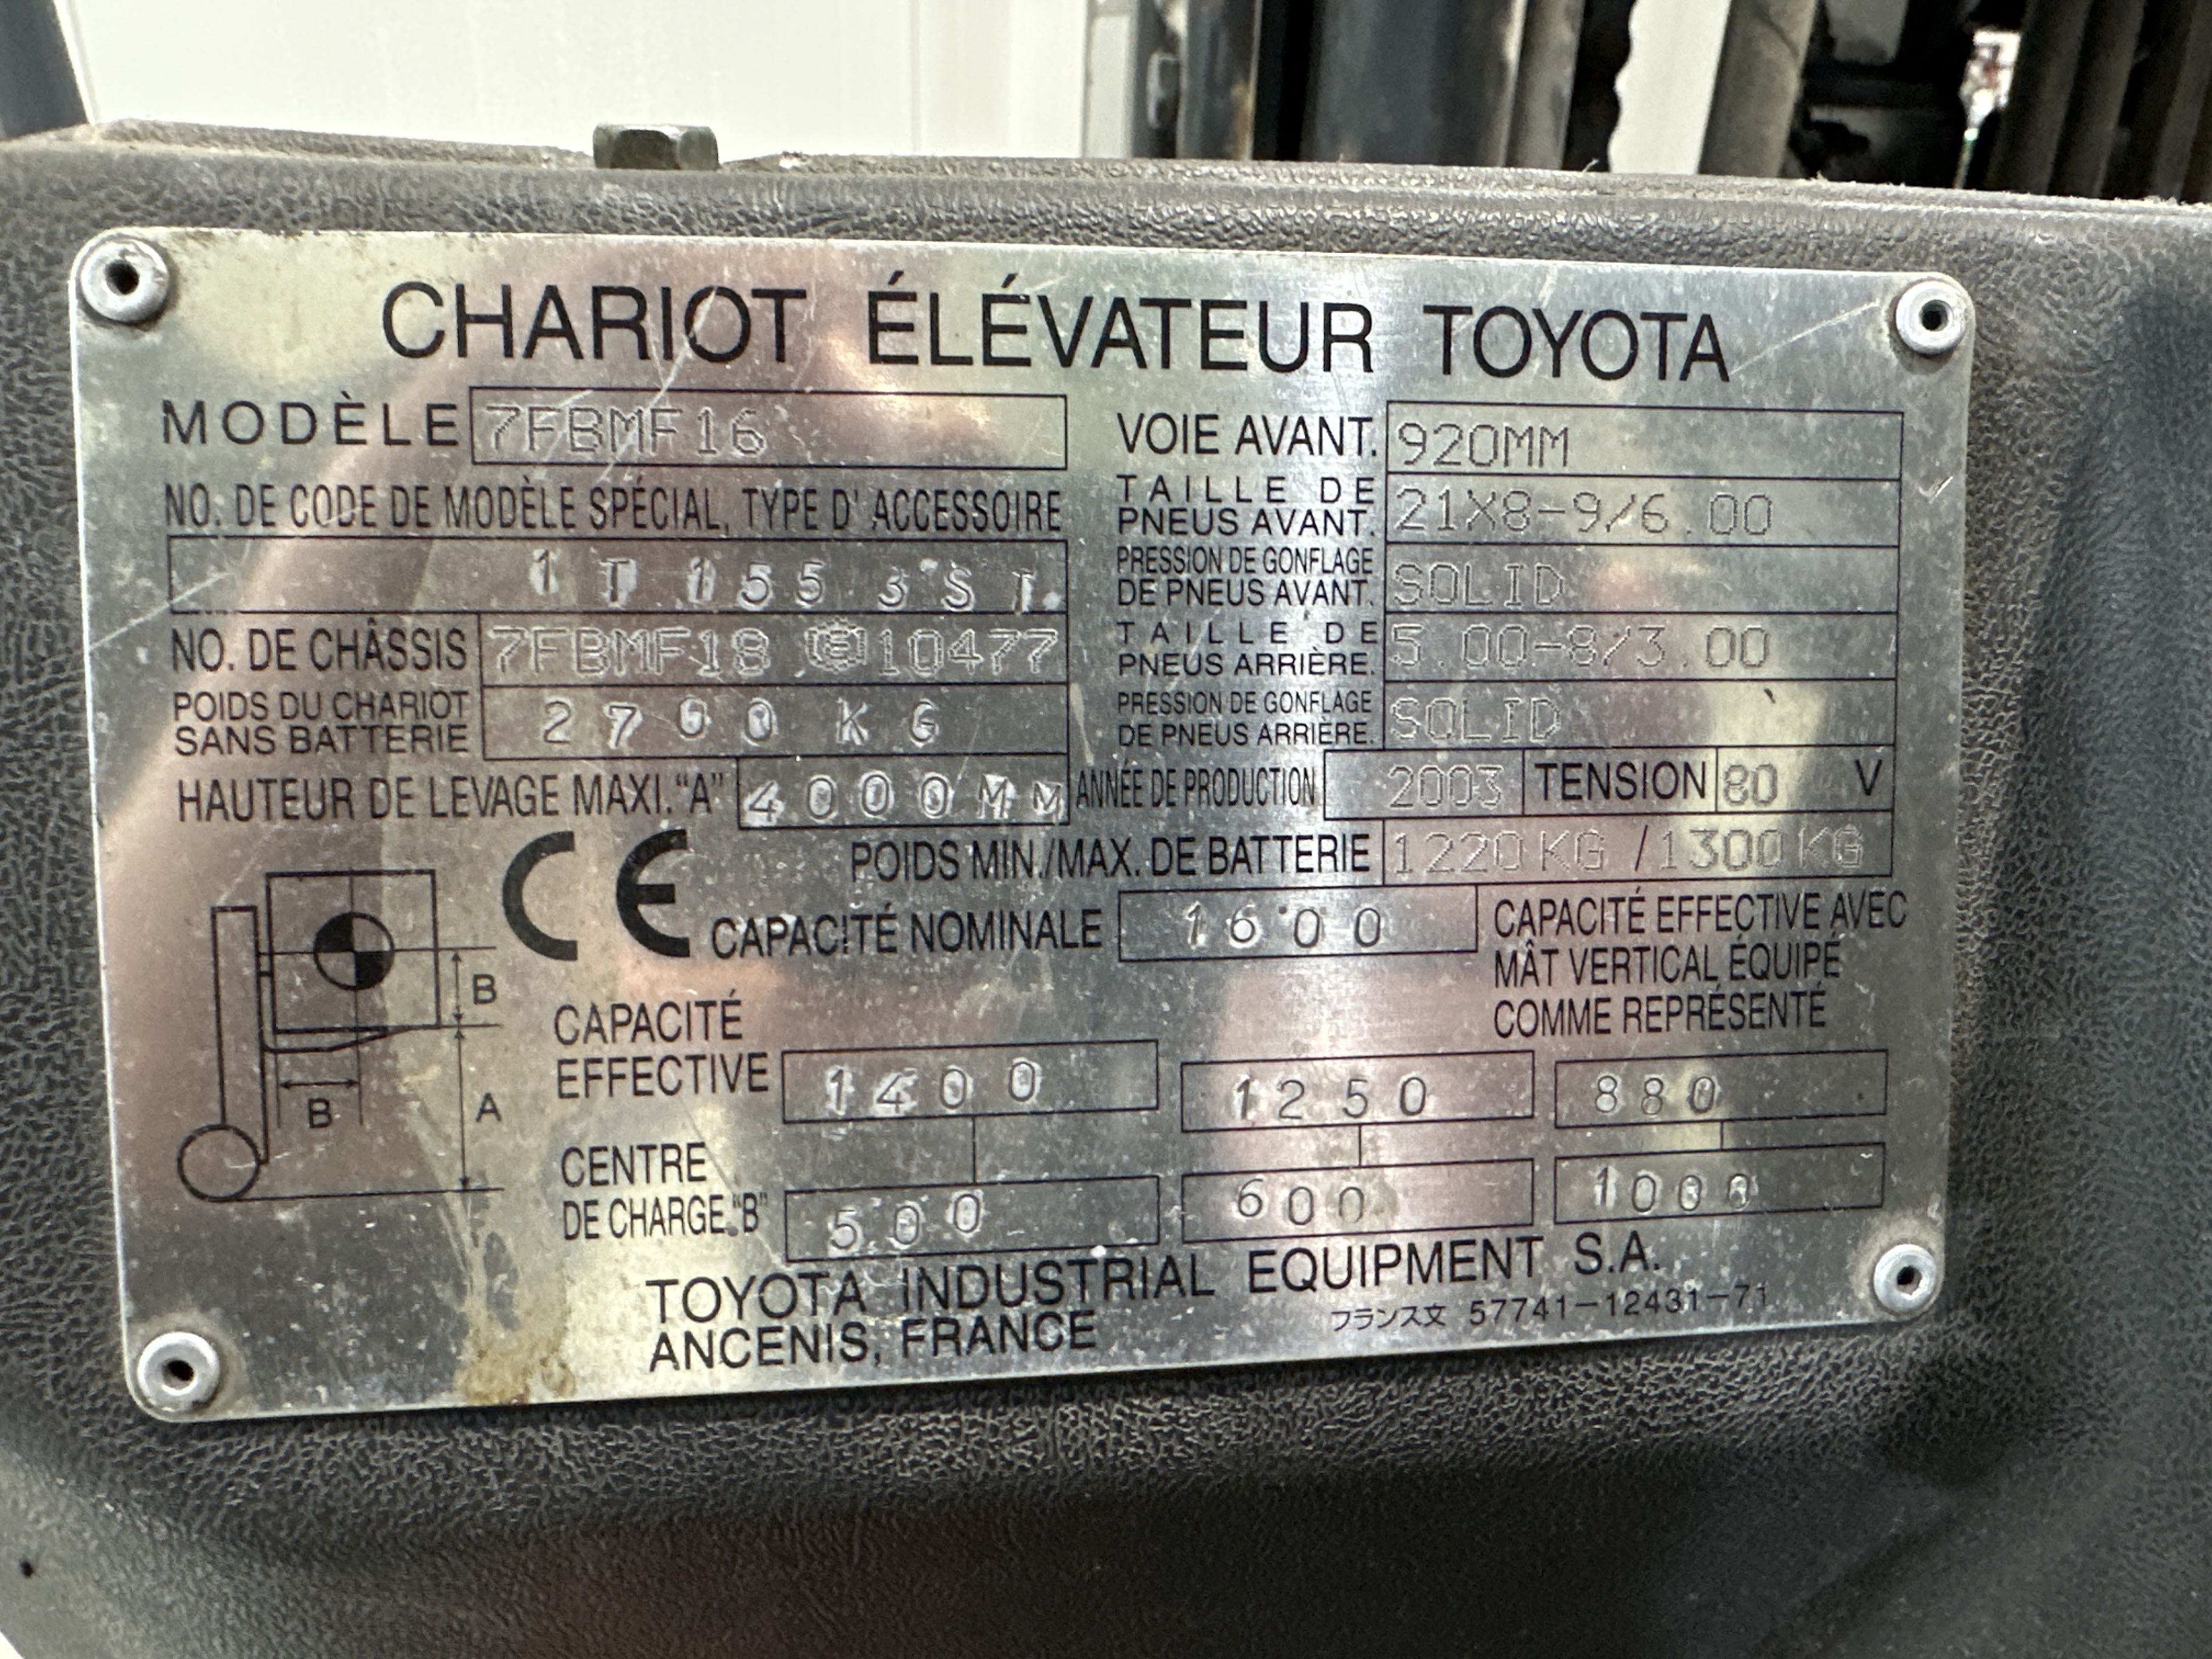 CHARIOT ÉLÉVATEUR TOYOTA
MODÈLE 7FBMF16
NO. DE CODE DE MODÈLE SPÉCIAL, TYPE D' ACCESSOIRE
1T1553ST
NO. DE CHÂSSIS 7FBMF18 Ⓔ10477
POIDS DU CHARIOT
SANS BATTERIE 2700 KG
HAUTEUR DE LEVAGE MAXI. "A" 4000MM
VOIE AVANT. 920MM
TAILLE DE
PNEUS AVANT. 21X8-9/6.00
PRESSION DE GONFLAGE
DE PNEUS AVANT. SOLID
TAILLE DE
PNEUS ARRIÈRE. 5.00-8/3.00
PRESSION DE GONFLAGE
DE PNEUS ARRIÈRE. SOLID
ANNÉE DE PRODUCTION 2003 TENSION 80 V
POIDS MIN./MAX. DE BATTERIE 1220KG /1300KG
CE
CAPACITÉ NOMINALE 1600
CAPACITÉ EFFECTIVE AVEC
MÂT VERTICAL ÉQUIPÉ
COMME REPRÉSENTÉ
B
B
A
CAPACITÉ
EFFECTIVE 1400 1250 880
CENTRE
DE CHARGE "B" 500 600 1000
TOYOTA INDUSTRIAL EQUIPMENT S.A.
ANCENIS, FRANCE
フランス文 57741-12431-71